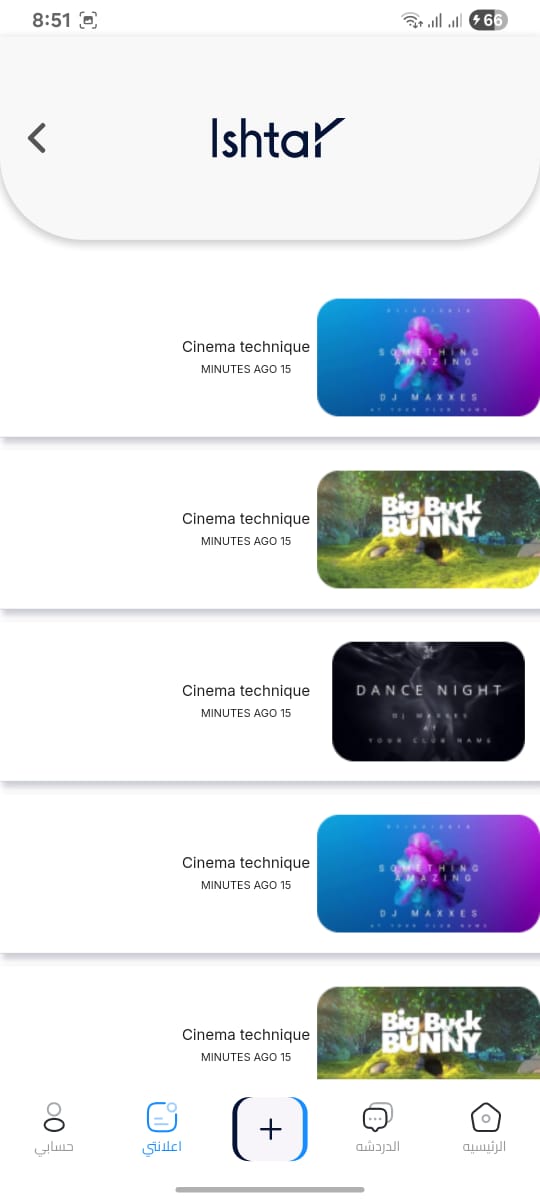 8:51
66
Ishtar
Cinema technique
MINUTES AGO 15
SOMETHING
AMAZING
DJ MAXXES
AT YOUR CLUB NAME
Cinema technique
MINUTES AGO 15
Big Buck
BUNNY
Cinema technique
MINUTES AGO 15
24
DANCE NIGHT
DJ MAXXES
AT
YOUR CLUB NAME
Cinema technique
MINUTES AGO 15
SOMETHING
AMAZING
DJ MAXXES
AT YOUR CLUB NAME
Cinema technique
MINUTES AGO 15
Big Buck
BUNNY
الرئيسيه
الدردشه
اعلانتي
حسابي